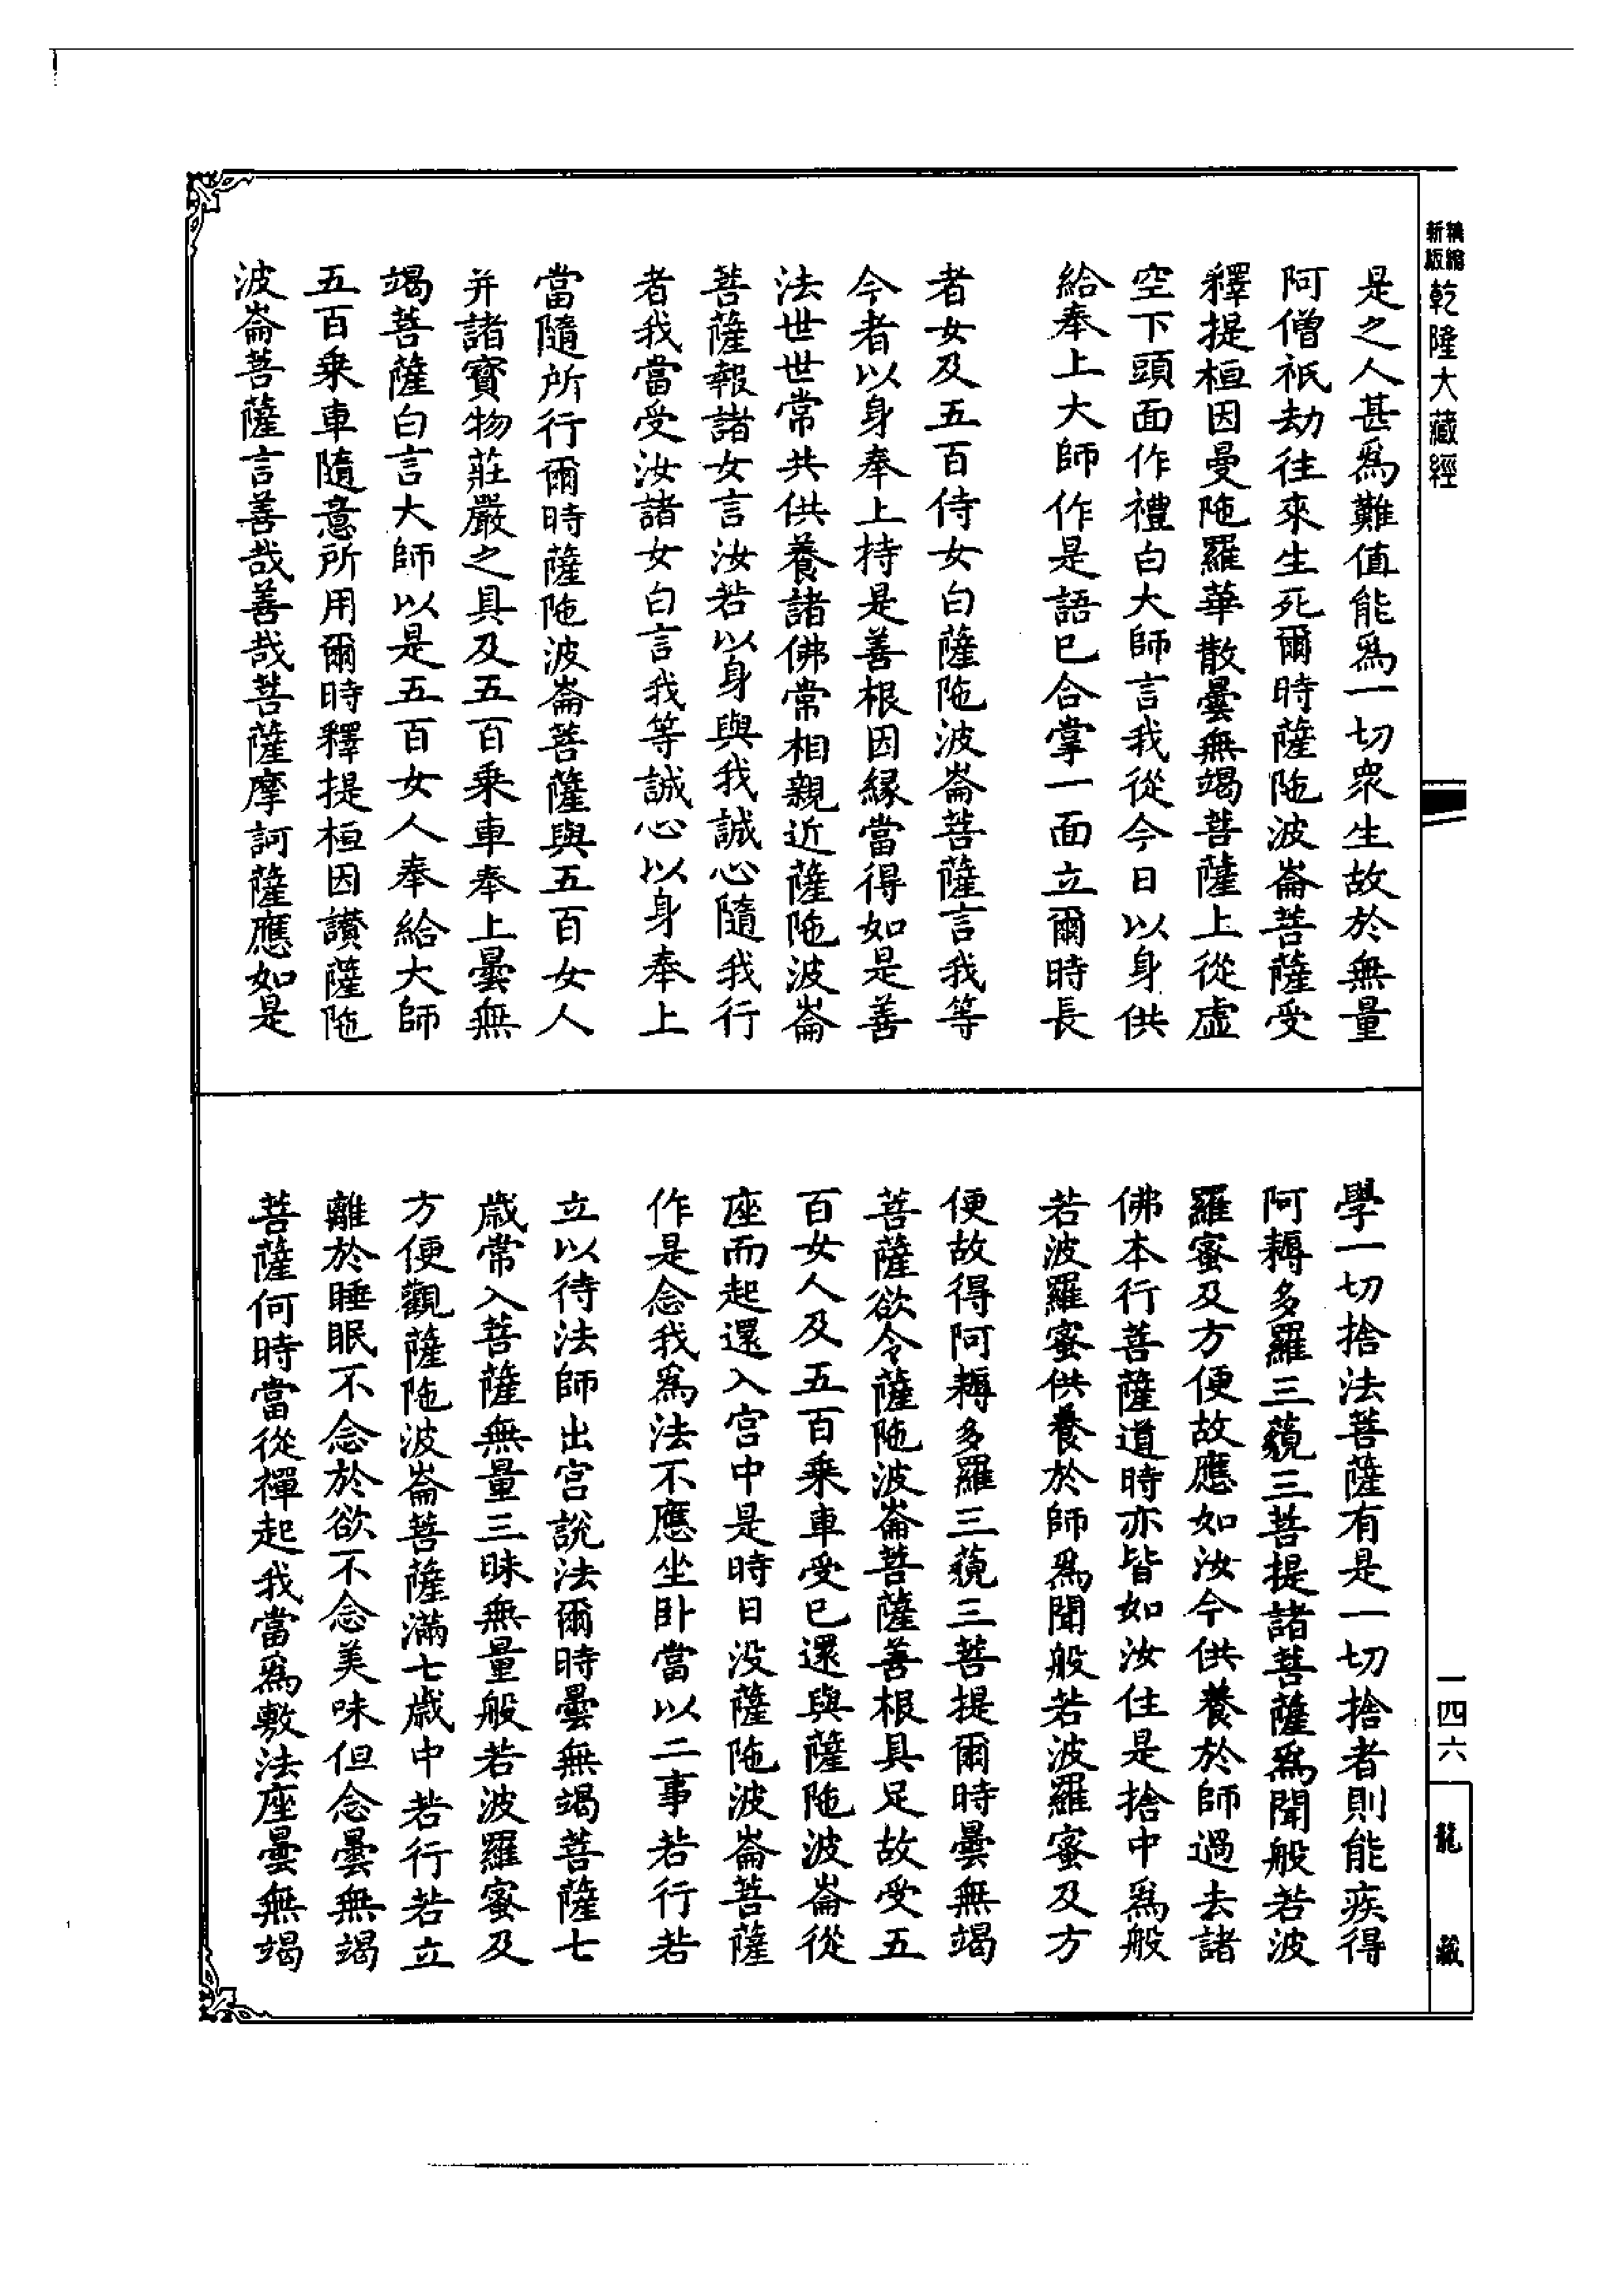 精縮
新版
乾隆大藏經
是之人甚爲難值能爲一切眾生故於無量
阿僧祇劫往來生死爾時薩陁波崙菩薩受
釋提桓因曼陁羅華散曇無竭菩薩上從虛
空下頭面作禮白大師言我從今日以身供
給奉上大師作是語已合掌一面立爾時長
者女及五百侍女白薩陁波崙菩薩言我等
今者以身奉上持是善根因緣當得如是善
法世世常共供養諸佛常相親近薩陁波崙
菩薩報諸女言汝若以身與我誠心隨我行
者我當受汝諸女白言我等誠心以身奉上
當隨所行爾時薩陁波崙菩薩與五百女人
并諸寶物莊嚴之具及五百乗車奉上曇無
竭菩薩白言大師以是五百女人奉給大師
五百乗車隨意所用爾時釋提桓因讚薩陁
波崙菩薩言善哉善哉菩薩摩訶薩應如是
學一切捨法菩薩有是一切捨者則能疾得
阿耨多羅三藐三菩提諸菩薩爲聞般若波
羅蜜及方便故應如汝今供養於師過去諸
佛本行菩薩道時亦皆如汝住是捨中爲般
若波羅蜜供養於師爲聞般若波羅蜜及方
便故得阿耨多羅三藐三菩提爾時曇無竭
菩薩欲令薩陁波崙菩薩善根具足故受五
百女人及五百乗車受已還與薩陁波崙從
座而起還入宮中是時日没薩陁波崙菩薩
作是念我爲法不應坐卧當以二事若行若
立以待法師出宮說法爾時曇無竭菩薩七
歲常入菩薩無量三昧無量般若波羅蜜及
方便觀薩陁波崙菩薩滿七歲中若行若立
離於睡眠不念於欲不念美味但念曇無竭
菩薩何時當從禪起我當爲敷法座曇無竭
一四六
龍藏